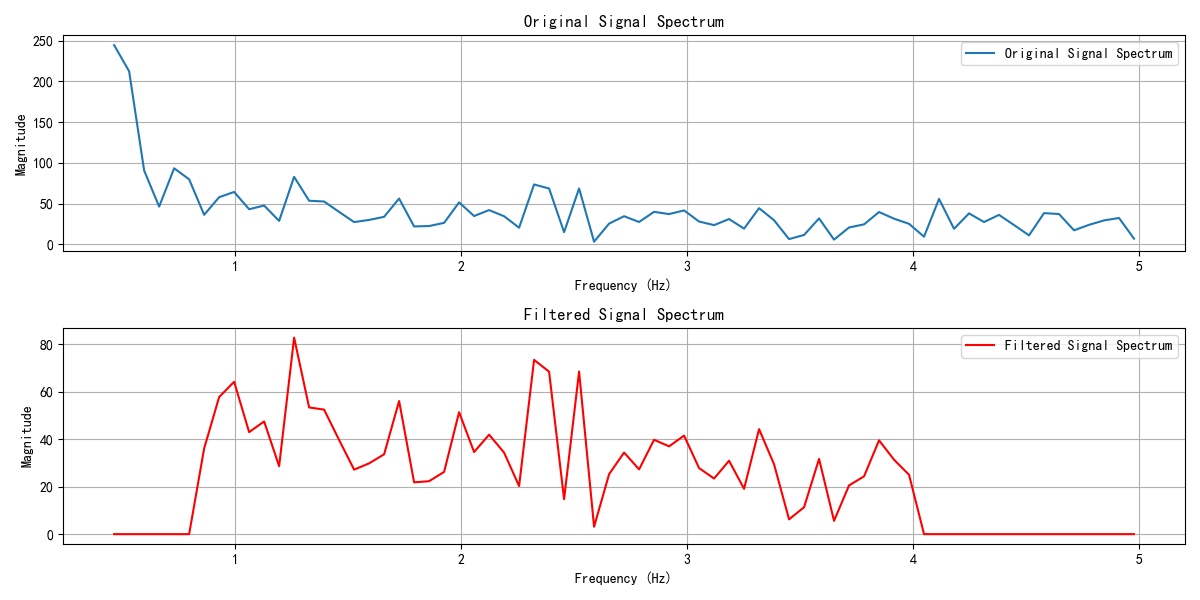 Original Signal Spectrum
250
200
150
100
50
0
Magnitude
Original Signal Spectrum
1 2 3 4 5
Frequency (Hz)
Filtered Signal Spectrum
80
60
40
20
0
Magnitude
Filtered Signal Spectrum
1 2 3 4 5
Frequency (Hz)